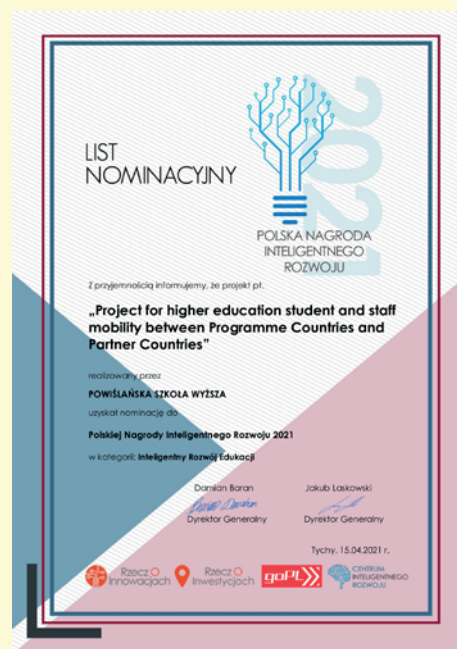 2021
LIST
NOMINACYJNY
POLSKA NAGRODA
INTELIGENTNEGO
ROZWOJU
Z przyjemnością informujemy, że projekt pt.
„Project for higher education student and staff
mobility between Programme Countries and
Partner Countries”
realizowany przez
POWIŚLAŃSKA SZKOŁA WYŻSZA
uzyskał nominację do
Polskiej Nagrody Inteligentnego Rozwoju 2021
w kategorii: Inteligentny Rozwój Edukacji
Damian Baran Jakub Laskowski
Dyrektor Generalny Dyrektor Generalny
Tychy, 15.04.2021 r.
Rzecz O Innowacjach
Rzecz O Inwestycjach
goPL
CENTRUM
INTELIGENTNEGO
ROZWOJU